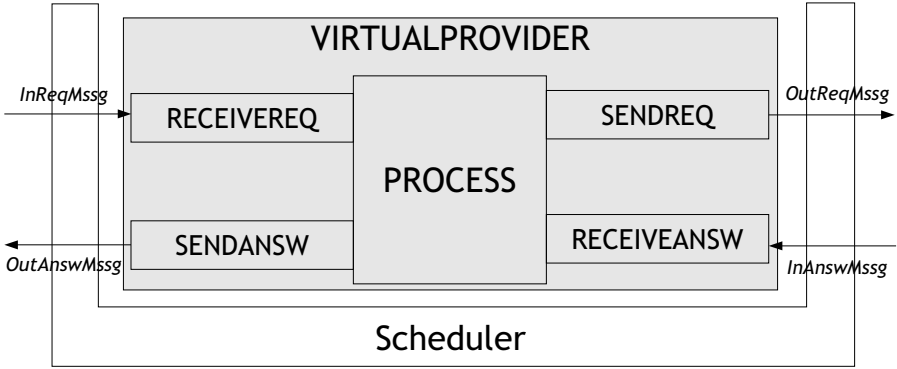 VIRTUALPROVIDER
InReqMssg
OutReqMssg
RECEIVEREQ
SENDREQ
PROCESS
SENDANSW
RECEIVEANSW
OutAnswMssg
InAnswMssg
Scheduler